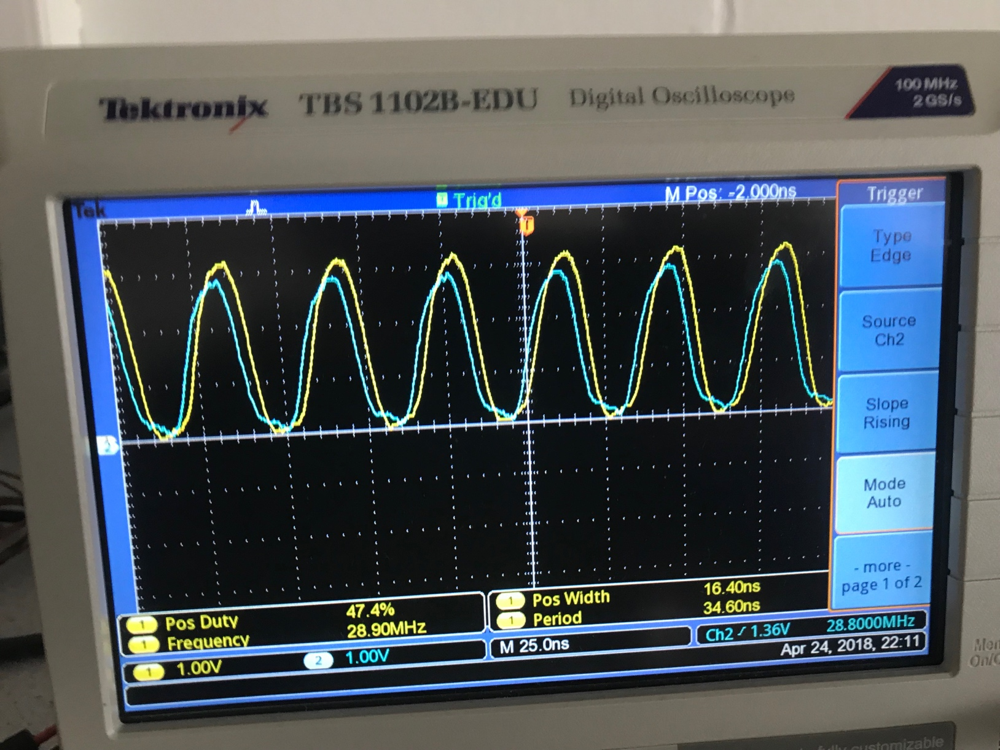 Tektronix TBS 1102B-EDU Digital Oscilloscope
100 MHz
2 GS/s
Tek
T Trig'd
M Pos: -2.000ns
T
Trigger
Type
Edge
Source
Ch2
Slope
Rising
Mode
Auto
- more -
page 1 of 2
2
1 Pos Duty 47.4%
1 Frequency 28.90MHz
1 Pos Width 16.40ns
1 Period 34.60ns
1 1.00V
2 1.00V
M 25.0ns
Ch2 / 1.36V 28.8000MHz
Apr 24, 2018, 22:11
customizable